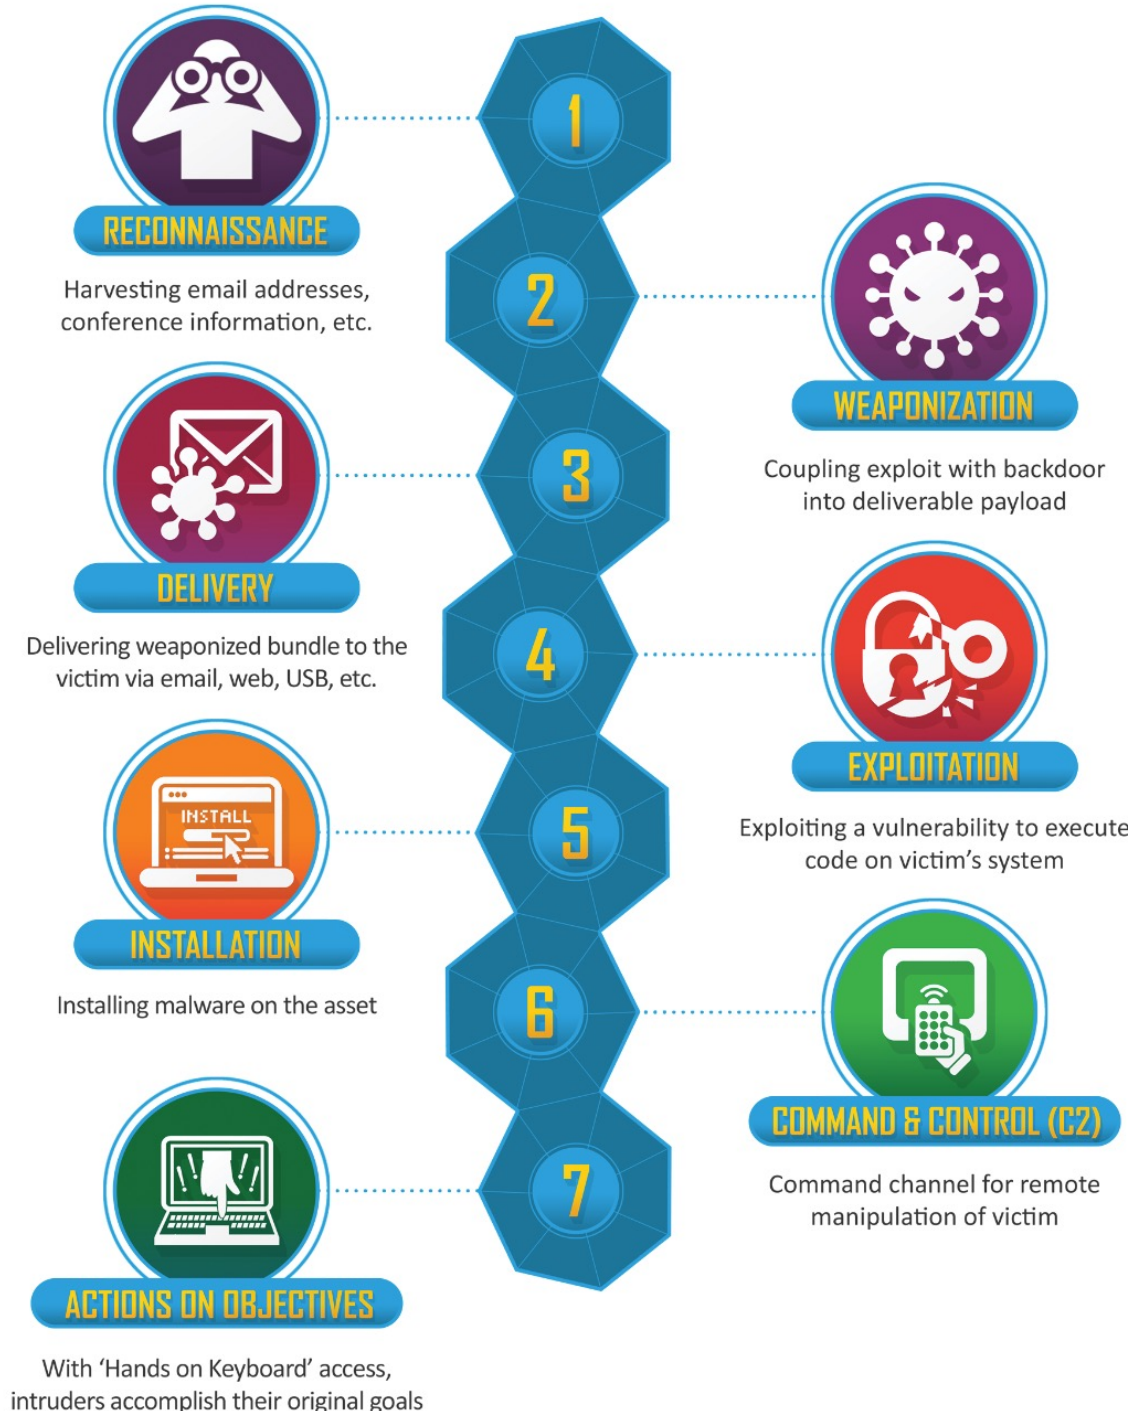 1
RECONNAISSANCE
Harvesting email addresses,
conference information, etc.
2
WEAPONIZATION
Coupling exploit with backdoor
into deliverable payload
3
DELIVERY
Delivering weaponized bundle to the
victim via email, web, USB, etc.
4
EXPLOITATION
Exploiting a vulnerability to execute
code on victim’s system
5
INSTALL
INSTALLATION
Installing malware on the asset
6
COMMAND & CONTROL (C2)
Command channel for remote
manipulation of victim
7
! ! ! !
ACTIONS ON OBJECTIVES
With ‘Hands on Keyboard’ access,
intruders accomplish their original goals